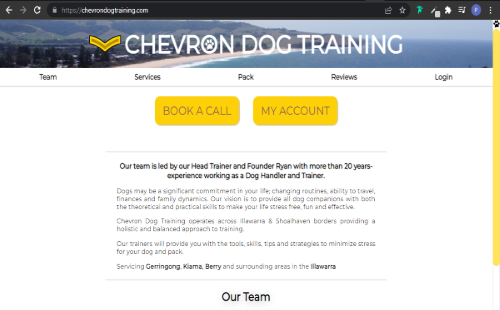 https://chevrondogtraining.com
CHEVRON DOG TRAINING
Team Services Pack Reviews Login
BOOK A CALL MY ACCOUNT
Our team is led by our Head Trainer and Founder Ryan with more than 20 years-
experience working as a Dog Handler and Trainer.
Dogs may be a significant commitment in your life; changing routines, ability to travel,
finances and family dynamics. Our vision is to provide all dog companions with both
the theoretical and practical skills to make your life stress free, fun and effective.
Chevron Dog Training operates across Illawarra & Shoalhaven borders providing a
holistic and balanced approach to training.
Our trainers will provide you with the tools, skills, tips and strategies to minimize stress
for your dog and pack.
Servicing Gerringong, Kiama, Berry and surrounding areas in the Illawarra
Our Team